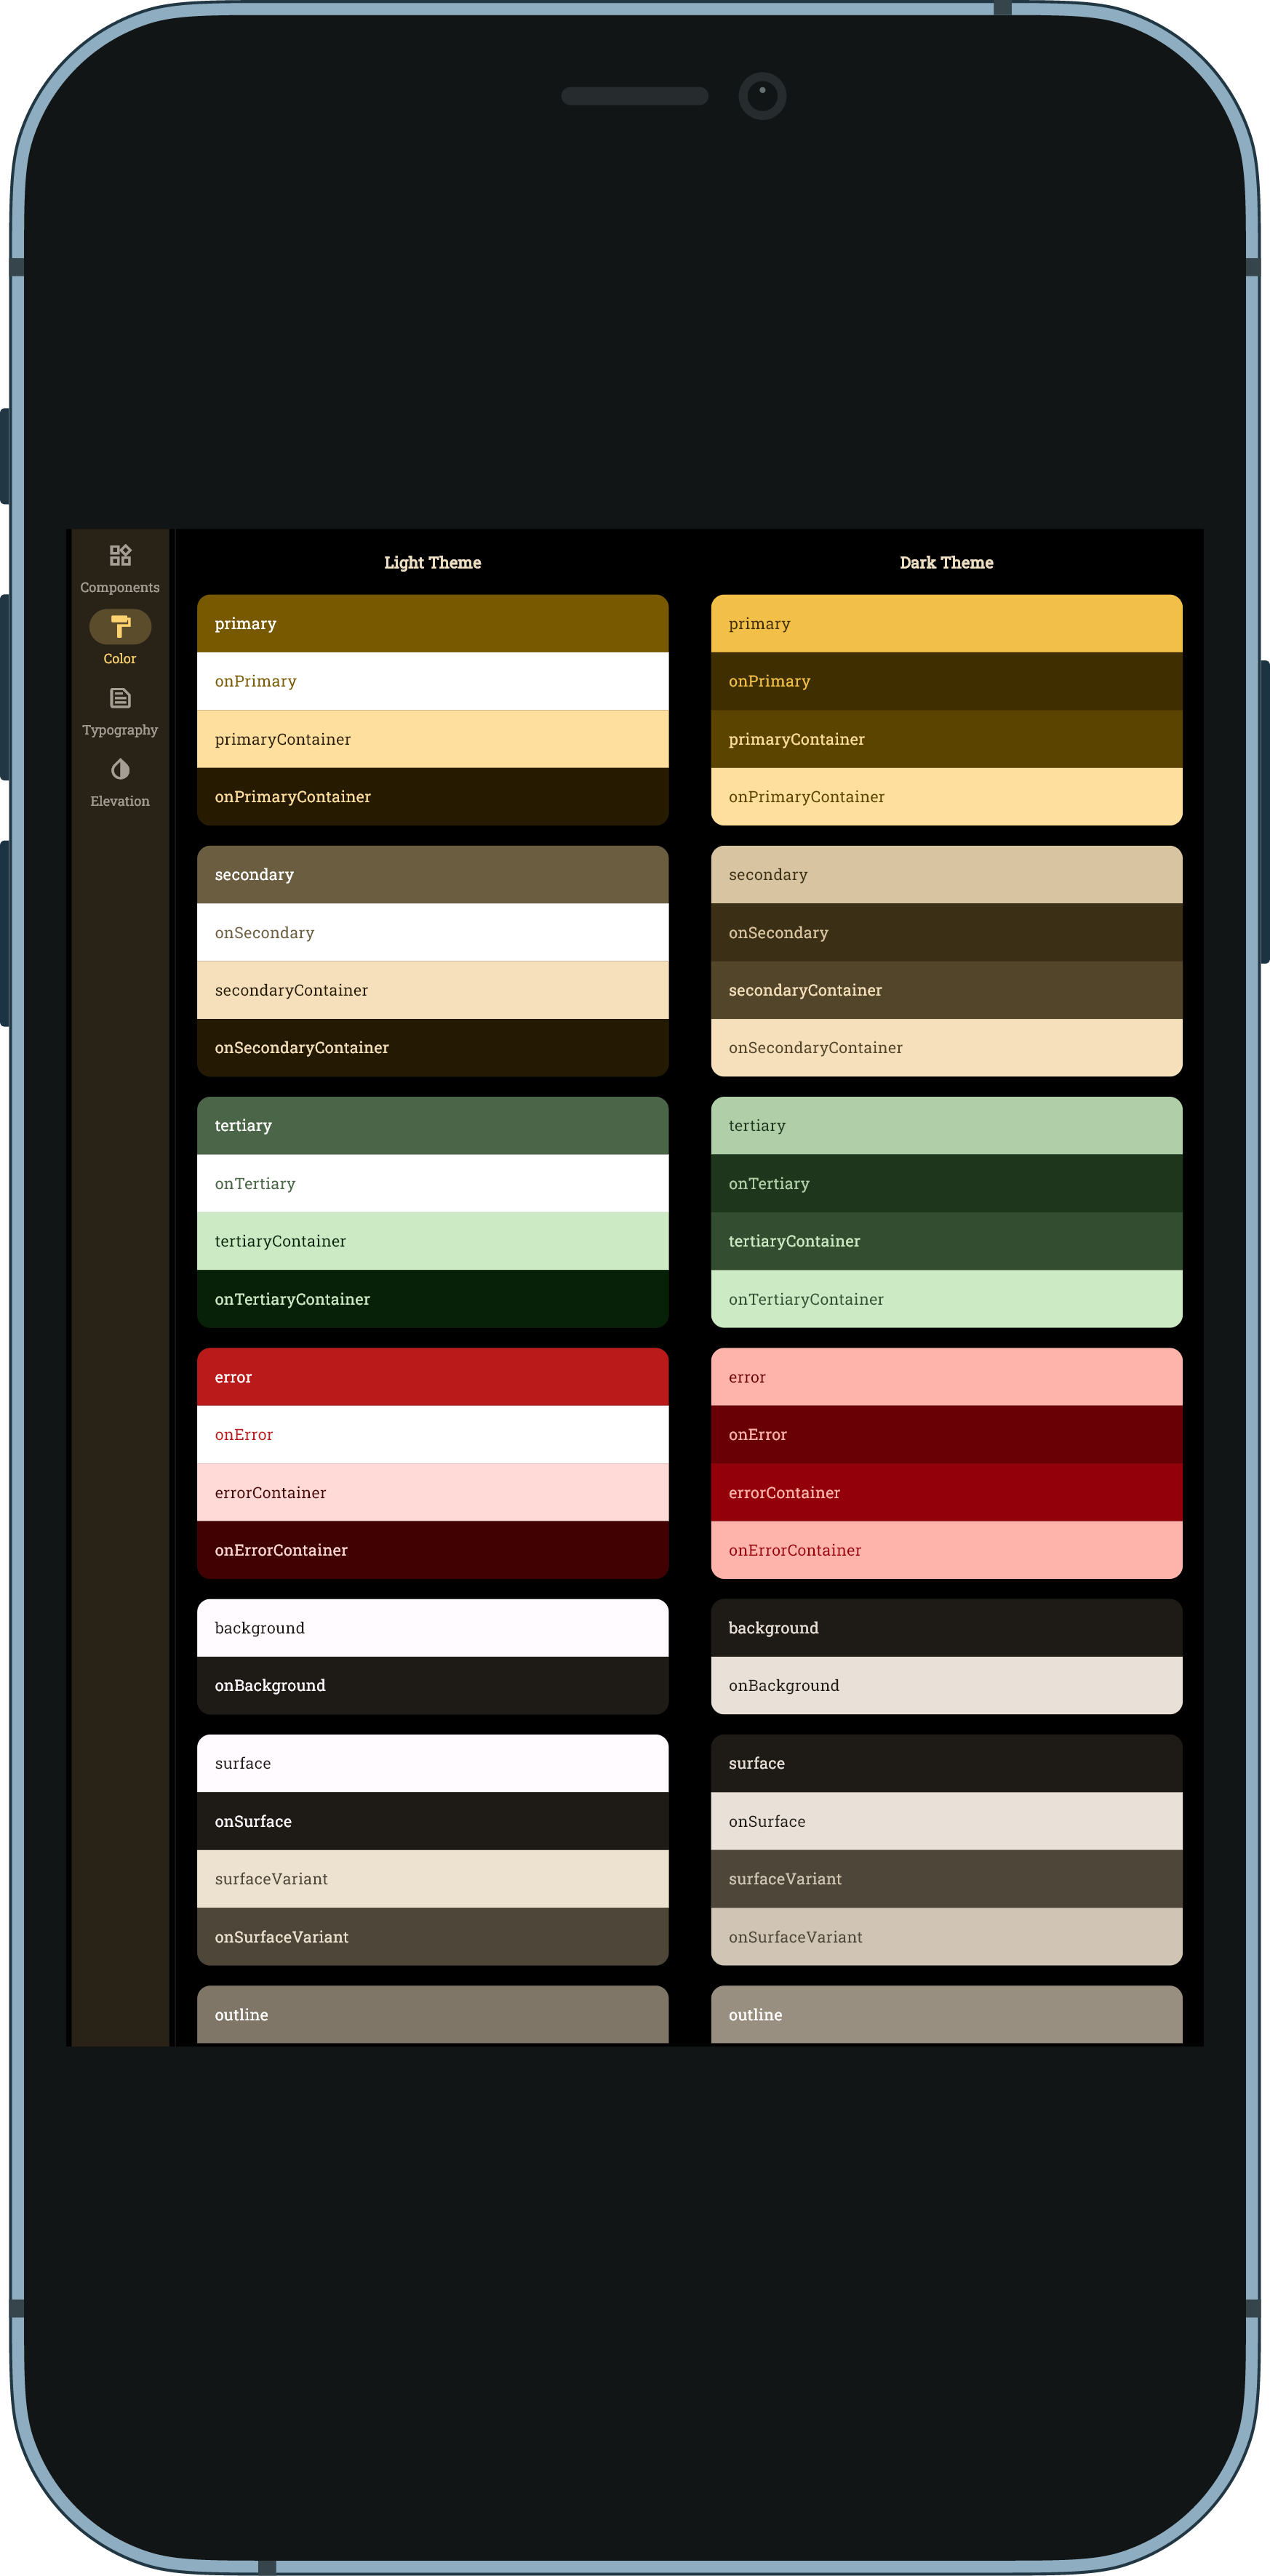 Components
Color
Typography
Elevation
Light Theme
primary
onPrimary
primaryContainer
onPrimaryContainer
secondary
onSecondary
secondaryContainer
onSecondaryContainer
tertiary
onTertiary
tertiaryContainer
onTertiaryContainer
error
onError
errorContainer
onErrorContainer
background
onBackground
surface
onSurface
surfaceVariant
onSurfaceVariant
outline
Dark Theme
primary
onPrimary
primaryContainer
onPrimaryContainer
secondary
onSecondary
secondaryContainer
onSecondaryContainer
tertiary
onTertiary
tertiaryContainer
onTertiaryContainer
error
onError
errorContainer
onErrorContainer
background
onBackground
surface
onSurface
surfaceVariant
onSurfaceVariant
outline